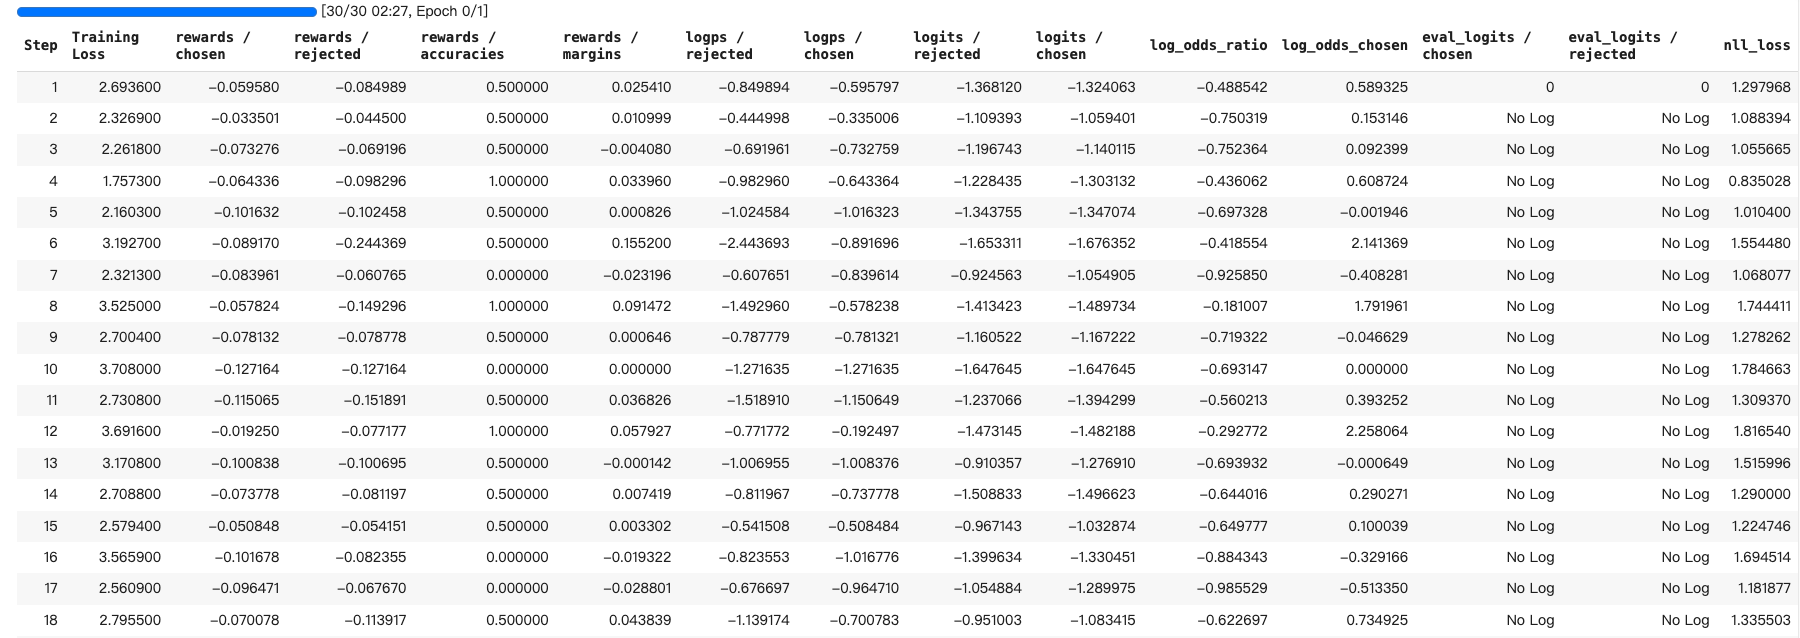 [30/30 02:27, Epoch 0/1]
Step Training Loss rewards / chosen rewards / rejected rewards / accuracies rewards / margins logps / rejected logps / chosen logits / rejected logits / chosen log_odds_ratio log_odds_chosen eval_logits / chosen eval_logits / rejected nll_loss
1 2.693600 −0.059580 −0.084989 0.500000 0.025410 −0.849894 −0.595797 −1.368120 −1.324063 −0.488542 0.589325 0 0 1.297968
2 2.326900 −0.033501 −0.044500 0.500000 0.010999 −0.444998 −0.335006 −1.109393 −1.059401 −0.750319 0.153146 No Log No Log 1.088394
3 2.261800 −0.073276 −0.069196 0.500000 −0.004080 −0.691961 −0.732759 −1.196743 −1.140115 −0.752364 0.092399 No Log No Log 1.055665
4 1.757300 −0.064336 −0.098296 1.000000 0.033960 −0.982960 −0.643364 −1.228435 −1.303132 −0.436062 0.608724 No Log No Log 0.835028
5 2.160300 −0.101632 −0.102458 0.500000 0.000826 −1.024584 −1.016323 −1.343755 −1.347074 −0.697328 −0.001946 No Log No Log 1.010400
6 3.192700 −0.089170 −0.244369 0.500000 0.155200 −2.443693 −0.891696 −1.653311 −1.676352 −0.418554 2.141369 No Log No Log 1.554480
7 2.321300 −0.083961 −0.060765 0.000000 −0.023196 −0.607651 −0.839614 −0.924563 −1.054905 −0.925850 −0.408281 No Log No Log 1.068077
8 3.525000 −0.057824 −0.149296 1.000000 0.091472 −1.492960 −0.578238 −1.413423 −1.489734 −0.181007 1.791961 No Log No Log 1.744411
9 2.700400 −0.078132 −0.078778 0.500000 0.000646 −0.787779 −0.781321 −1.160522 −1.167222 −0.719322 −0.046629 No Log No Log 1.278262
10 3.708000 −0.127164 −0.127164 0.000000 0.000000 −1.271635 −1.271635 −1.647645 −1.647645 −0.693147 0.000000 No Log No Log 1.784663
11 2.730800 −0.115065 −0.151891 0.500000 0.036826 −1.518910 −1.150649 −1.237066 −1.394299 −0.560213 0.393252 No Log No Log 1.309370
12 3.691600 −0.019250 −0.077177 1.000000 0.057927 −0.771772 −0.192497 −1.473145 −1.482188 −0.292772 2.258064 No Log No Log 1.816540
13 3.170800 −0.100838 −0.100695 0.500000 −0.000142 −1.006955 −1.008376 −0.910357 −1.276910 −0.693932 −0.000649 No Log No Log 1.515996
14 2.708800 −0.073778 −0.081197 0.500000 0.007419 −0.811967 −0.737778 −1.508833 −1.496623 −0.644016 0.290271 No Log No Log 1.290000
15 2.579400 −0.050848 −0.054151 0.500000 0.003302 −0.541508 −0.508484 −0.967143 −1.032874 −0.649777 0.100039 No Log No Log 1.224746
16 3.565900 −0.101678 −0.082355 0.000000 −0.019322 −0.823553 −1.016776 −1.399634 −1.330451 −0.884343 −0.329166 No Log No Log 1.694514
17 2.560900 −0.096471 −0.067670 0.000000 −0.028801 −0.676697 −0.964710 −1.054884 −1.289975 −0.985529 −0.513350 No Log No Log 1.181877
18 2.795500 −0.070078 −0.113917 0.500000 0.043839 −1.139174 −0.700783 −0.951003 −1.083415 −0.622697 0.734925 No Log No Log 1.335503